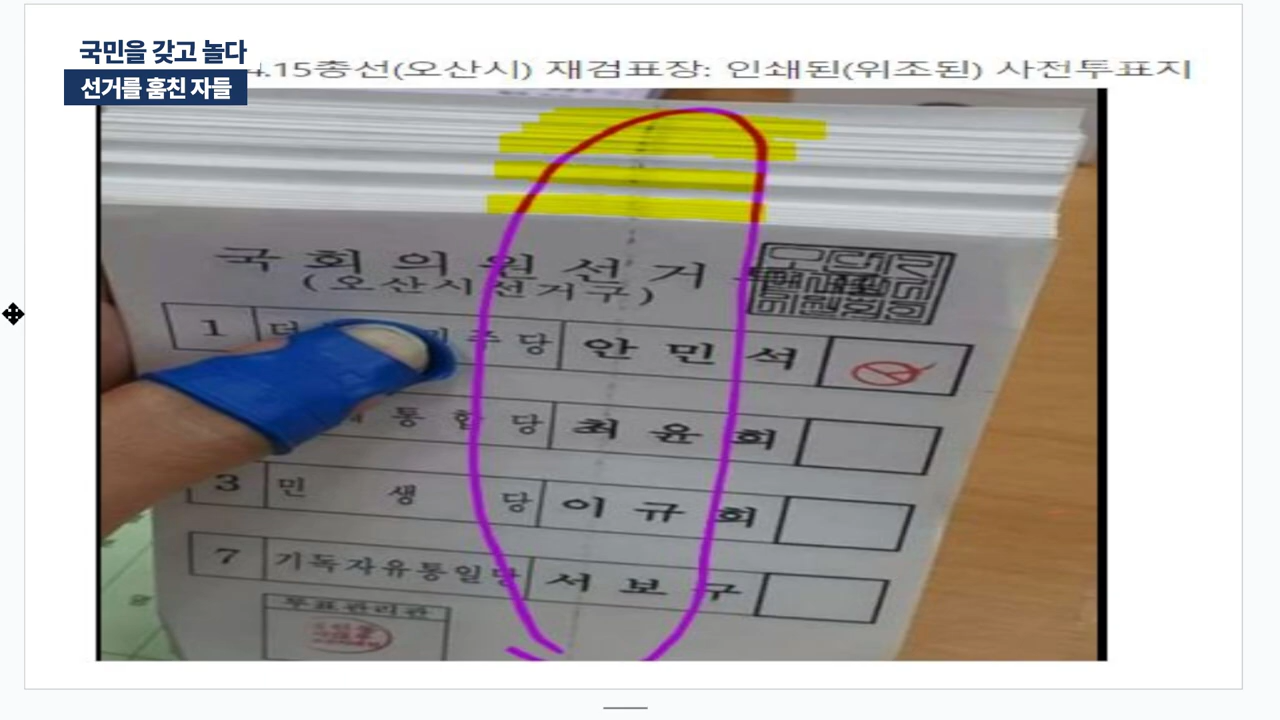 국민을 갖고 놀다
선거를 훔친 자들
4.15총선(오산시) 재검표장: 인쇄된(위조된) 사전투표지
국 회 의 원 선 거
(오산시선거구)
1 더 주 당 안 민 석
통 합 당 최 윤 희
3 민 생 당 이 규 희
7 기독자유통일당 서 보 구
투표관리관